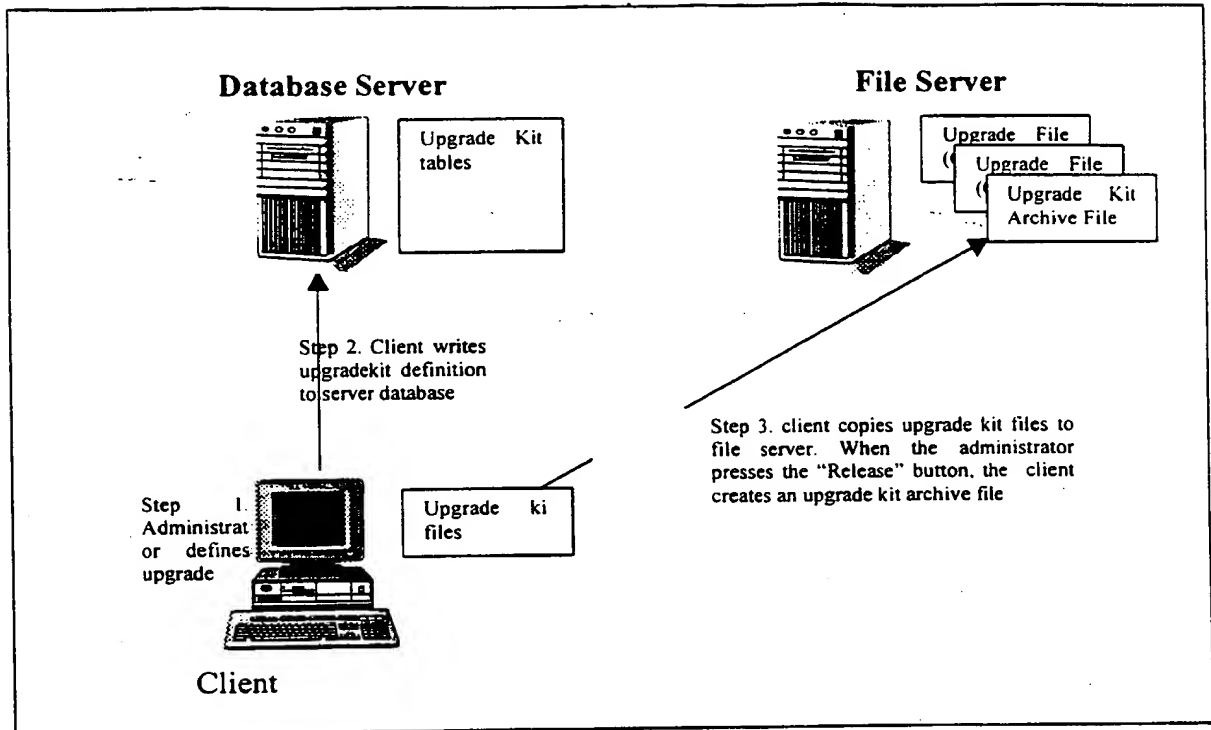 Database Server
File Server
Upgrade Kit
tables
Upgrade File
(
Upgrade File
(
Upgrade Kit
Archive File
Step 2. Client writes
upgradekit definition
to server database
Step 3. client copies upgrade kit files to
file server. When the administrator
presses the “Release” button, the client
creates an upgrade kit archive file
Step 1.
Administrat
or defines
upgrade
Upgrade ki
files
Client